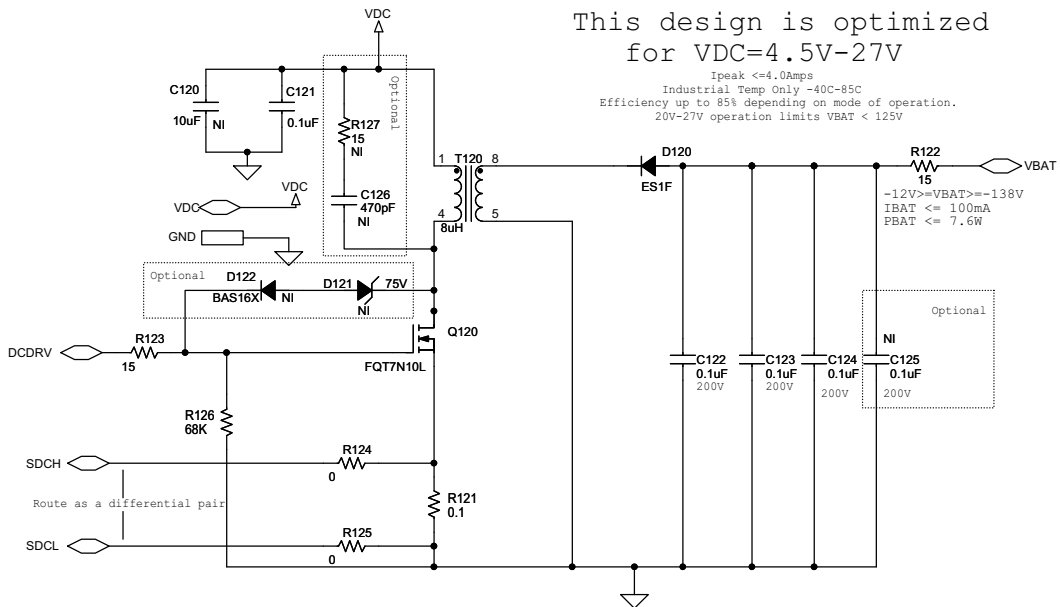 This design is optimized
for VDC=4.5V-27V
Ipeak <=4.0Amps
Industrial Temp Only -40C-85C
Efficiency up to 85% depending on mode of operation.
20V-27V operation limits VBAT < 125V
VDC
C120
10uF
NI
C121
0.1uF
Optional
R127
15
NI
C126
470pF
NI
VDC
VDC
GND
1
T120
8
4
5
8uH
D120
ES1F
R122
15
VBAT
-12V>=VBAT>=-138V
IBAT <= 100mA
PBAT <= 7.6W
Optional
D122
BAS16X
NI
D121
75V
NI
Q120
FQT7N10L
DCDRV
R123
15
R126
68K
C122
0.1uF
200V
C123
0.1uF
200V
C124
0.1uF
200V
Optional
NI
C125
0.1uF
200V
SDCH
R124
0
R121
0.1
Route as a differential pair
SDCL
R125
0